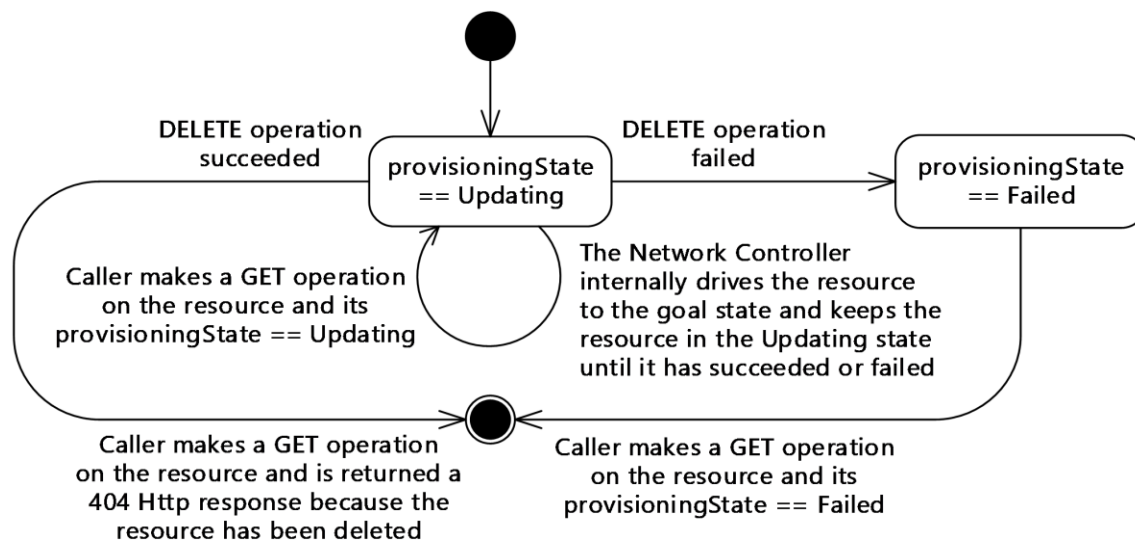 DELETE operation
succeeded
provisioningState
== Updating
DELETE operation
failed
provisioningState
== Failed
Caller makes a GET operation
on the resource and its
provisioningState == Updating
The Network Controller
internally drives the resource
to the goal state and keeps the
resource in the Updating state
until it has succeeded or failed
Caller makes a GET operation
on the resource and is returned a
404 Http response because the
resource has been deleted
Caller makes a GET operation
on the resource and its
provisioningState == Failed